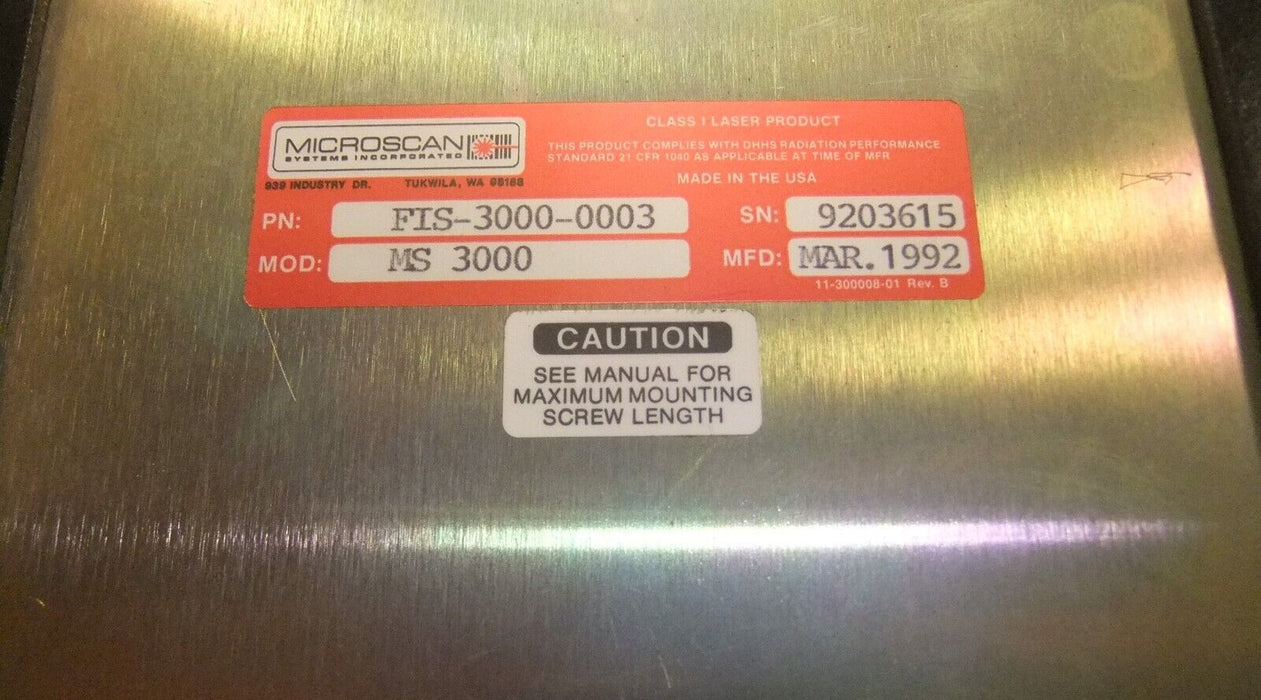 MICROSCAN
SYSTEMS INCORPORATED
939 INDUSTRY DR. TUKWILA, WA 98188
CLASS 1 LASER PRODUCT
THIS PRODUCT COMPLIES WITH DHHS RADIATION PERFORMANCE
STANDARD 21 CFR 1040 AS APPLICABLE AT TIME OF MFR
MADE IN THE USA
PN: FIS-3000-0003 SN: 9203615
MOD: MS 3000 MFD: MAR.1992
11-300008-01 Rev. B
CAUTION
SEE MANUAL FOR
MAXIMUM MOUNTING
SCREW LENGTH